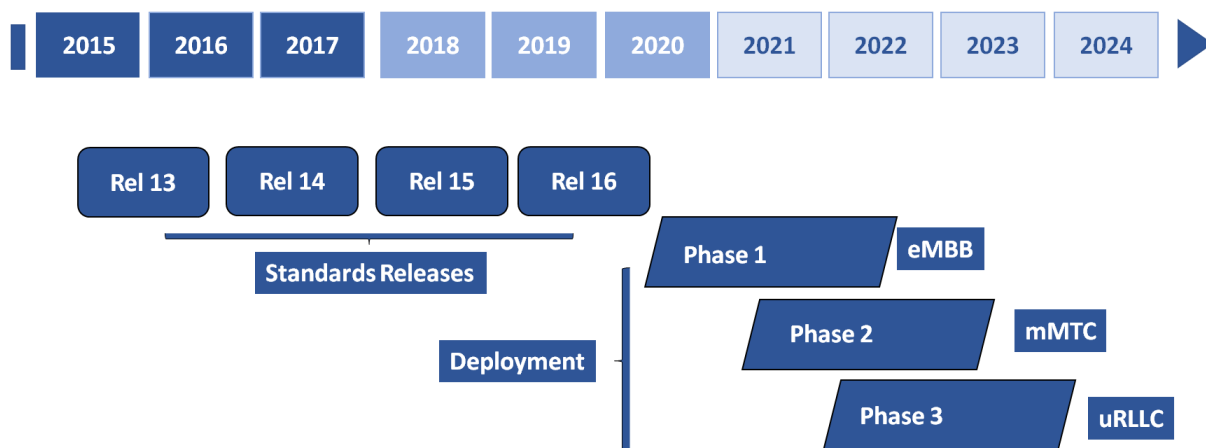 2015 2016 2017 2018 2019 2020 2021 2022 2023 2024
Rel 13 Rel 14 Rel 15 Rel 16
Standards Releases
Phase 1 eMBB
Phase 2 mMTC
Deployment
Phase 3 uRLLC